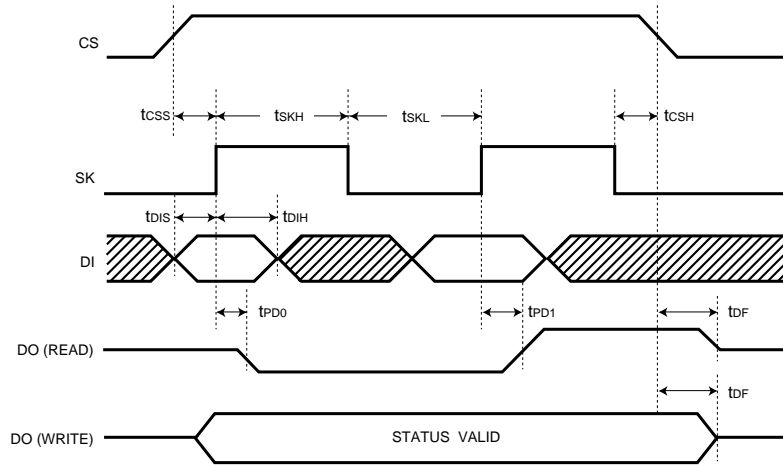 CS
tCSS tSKH tSKL tCSH
SK
tDIS tDIH
DI
tPD0 tPD1 tDF
DO (READ)
tDF
DO (WRITE) STATUS VALID